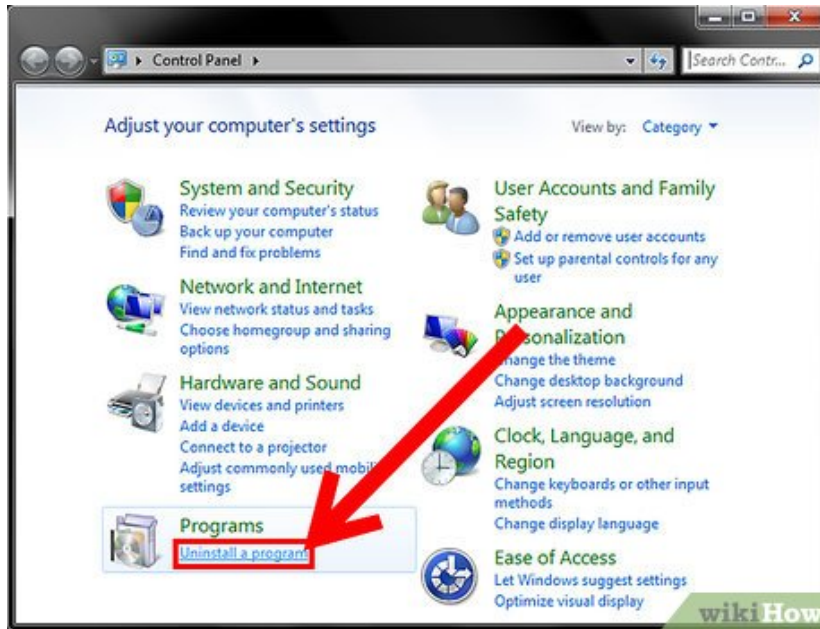 Control Panel
Search Contr...
Adjust your computer's settings
View by: Category
System and Security
Review your computer's status
Back up your computer
Find and fix problems
Network and Internet
View network status and tasks
Choose homegroup and sharing
options
Hardware and Sound
View devices and printers
Add a device
Connect to a projector
Adjust commonly used
settings
Programs
Uninstall a program
User Accounts and Family
Safety
Add or remove user accounts
Set up parental controls for any
user
Appearance and
Personalization
Change the theme
Change desktop background
Adjust screen resolution
Clock, Language, and
Region
Change keyboards or other input
methods
Change display language
Ease of Access
Let Windows suggest settings
Optimize visual display
wikiHow